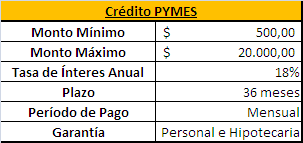 Crédito PYMES
Monto Mínimo $ 500,00
Monto Máximo $ 20.000,00
Tasa de Ínteres Anual 18%
Plazo 36 meses
Período de Pago Mensual
Garantía Personal e Hipotecaria